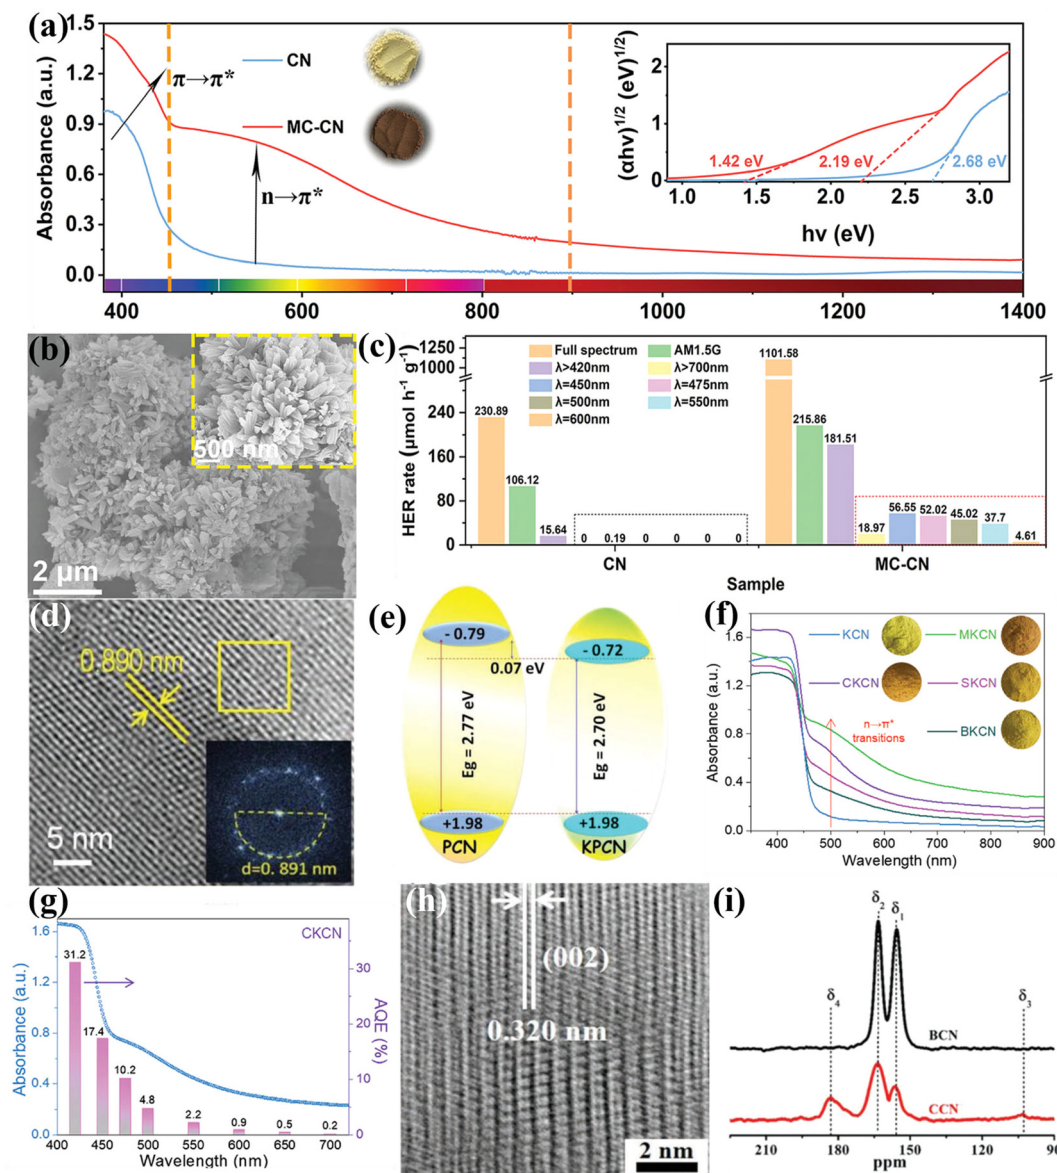 (a)
1.5
1.2
0.9
0.6
0.3
0.0
Absorbance (a.u.)
π→π*
n→π*
CN
MC-CN
400
600
800
1000
1200
1400
(αhv)1/2 (eV)1/2)
2
1
0
1.42 eV
2.19 eV
2.68 eV
1.0
1.5
2.0
2.5
3.0
hv (eV)
(b)
500 nm
2 μm
(c)
HER rate (μmol h-1 g-1)
1250
1000
240
160
80
0
Full spectrum
AM1.5G
λ>420nm
λ>700nm
λ=450nm
λ=475nm
λ=500nm
λ=550nm
λ=600nm
230.89
106.12
15.64
0 0.19 0 0 0 0
1101.58
215.86
181.51
18.97
56.55
52.02
45.02
37.7
4.61
CN
MC-CN
Sample
(d)
0.890 nm
5 nm
d=0. 891 nm
(e)
- 0.79
- 0.72
0.07 eV
Eg = 2.77 eV
Eg = 2.70 eV
+1.98
+1.98
PCN
KPCN
(f)
1.6
1.2
0.8
0.4
0.0
Absorbance (a.u.)
KCN
MKCN
CKCN
SKCN
BKCN
n→π*
transitions
400
500
600
700
800
900
Wavelength (nm)
(g)
CKCN
1.6
1.2
0.8
0.4
0.0
Absorbance (a.u.)
31.2
17.4
10.2
4.8
2.2
0.9
0.5
0.2
30
20
10
0
AQE (%)
400
450
500
550
600
650
700
Wavelength (nm)
(h)
(002)
0.320 nm
2 nm
(i)
δ2
δ1
δ4
δ3
BCN
CCN
210
180
150
120
90
ppm